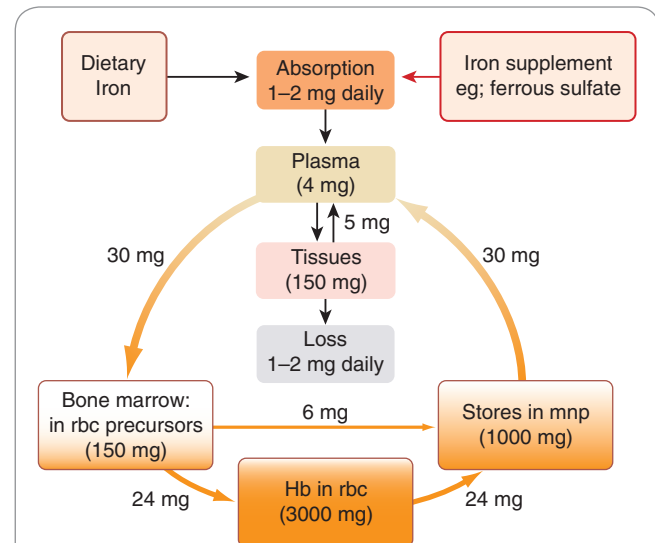 Dietary
Iron
Absorption
1–2 mg daily
Iron supplement
eg; ferrous sulfate
Plasma
(4 mg)
5 mg
30 mg
30 mg
Tissues
(150 mg)
Loss
1–2 mg daily
Bone marrow:
in rbc precursors
(150 mg)
6 mg
Stores in mnp
(1000 mg)
24 mg
Hb in rbc
(3000 mg)
24 mg